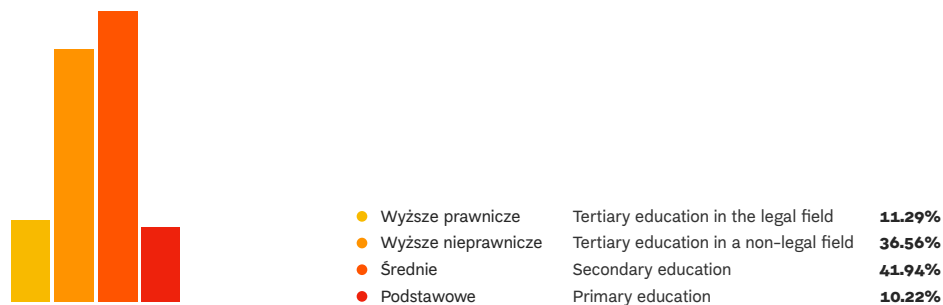 Wyższe prawnicze Tertiary education in the legal field 11.29%
Wyższe nieprawnicze Tertiary education in a non-legal field 36.56%
Średnie Secondary education 41.94%
Podstawowe Primary education 10.22%